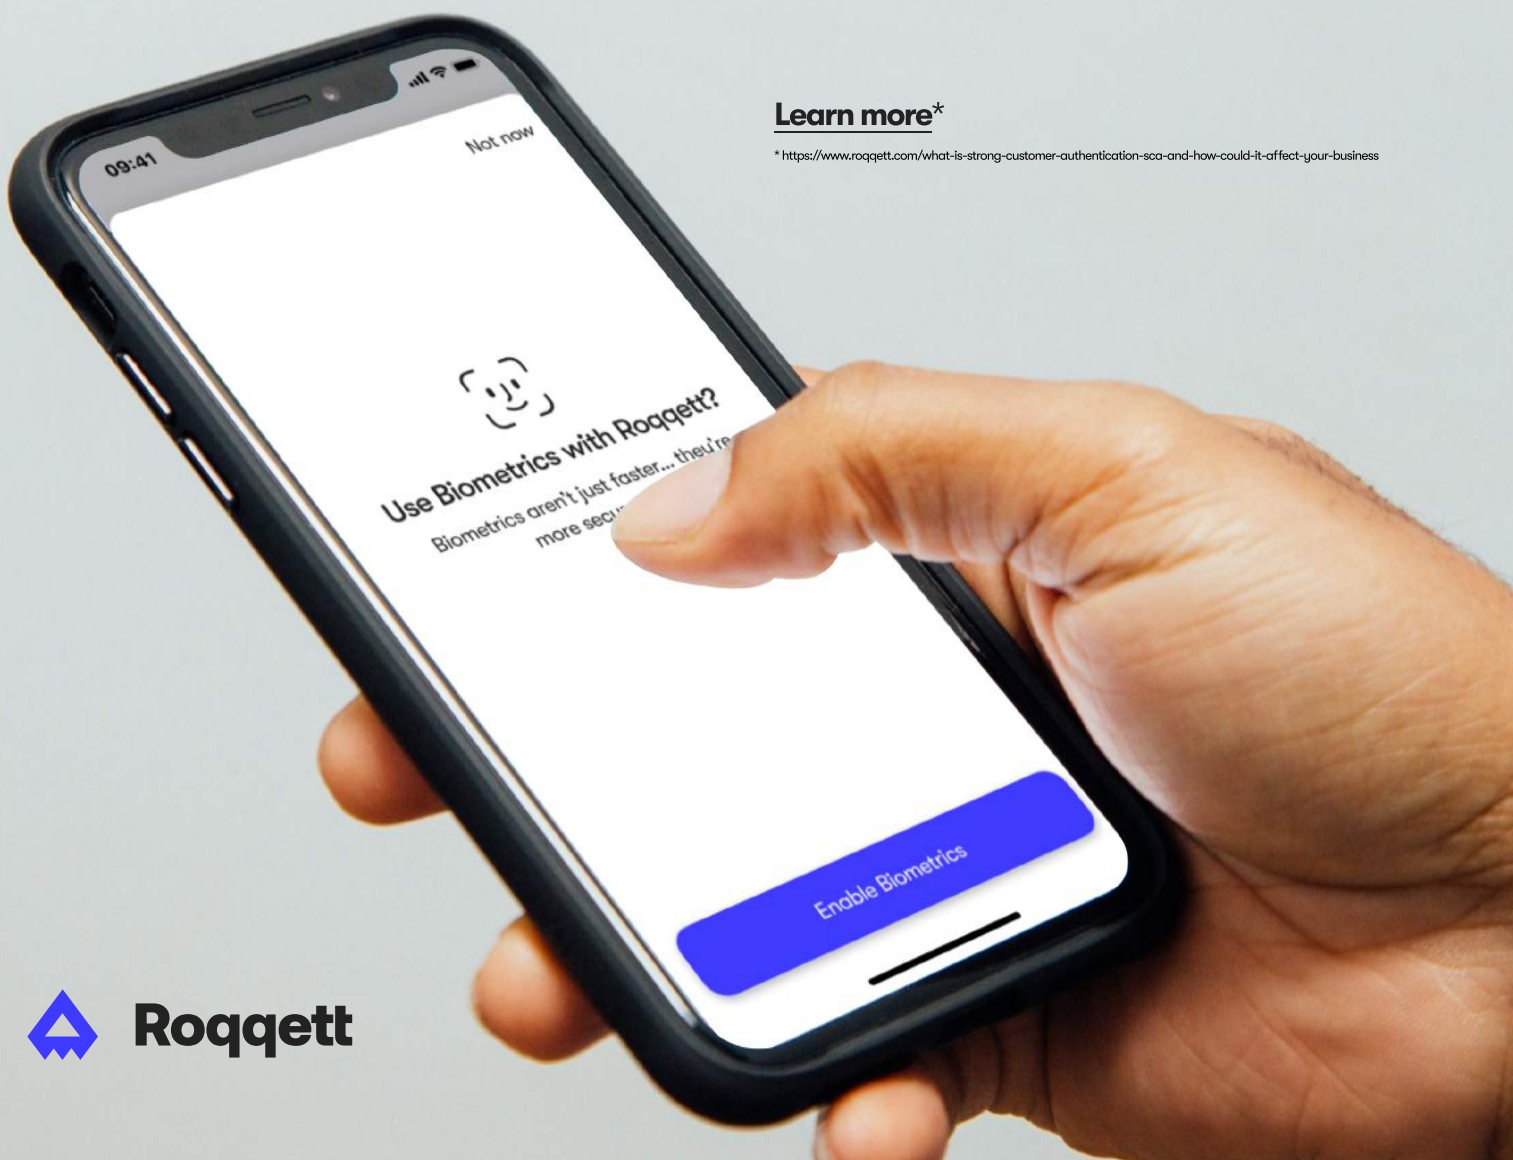 Learn more*
* https://www.roqqett.com/what-is-strong-customer-authentication-sca-and-how-could-it-affect-your-business
09:41
Not now
Use Biometrics with Roqqett?
Biometrics aren't just faster... they're
more
Enable Biometrics
Roqqett